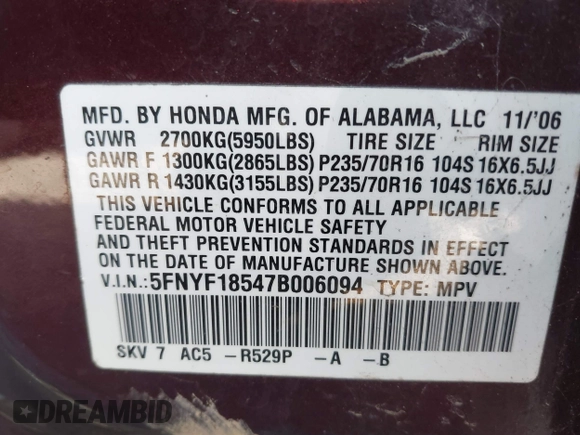 MFD. BY HONDA MFG. OF ALABAMA, LLC 11/'06
GVWR 2700KG(5950LBS) TIRE SIZE RIM SIZE
GAWR F 1300KG(2865LBS) P235/70R16 104S 16X6.5JJ
GAWR R 1430KG(3155LBS) P235/70R16 104S 16X6.5JJ
THIS VEHICLE CONFORMS TO ALL APPLICABLE
FEDERAL MOTOR VEHICLE SAFETY
AND THEFT PREVENTION STANDARDS IN EFFECT
ON THE DATE OF MANUFACTURE SHOWN ABOVE.
V.I.N.: 5FNYF18547B006094 TYPE: MPV
SKV 7 AC5 -R529P -A -B
DREAMBID